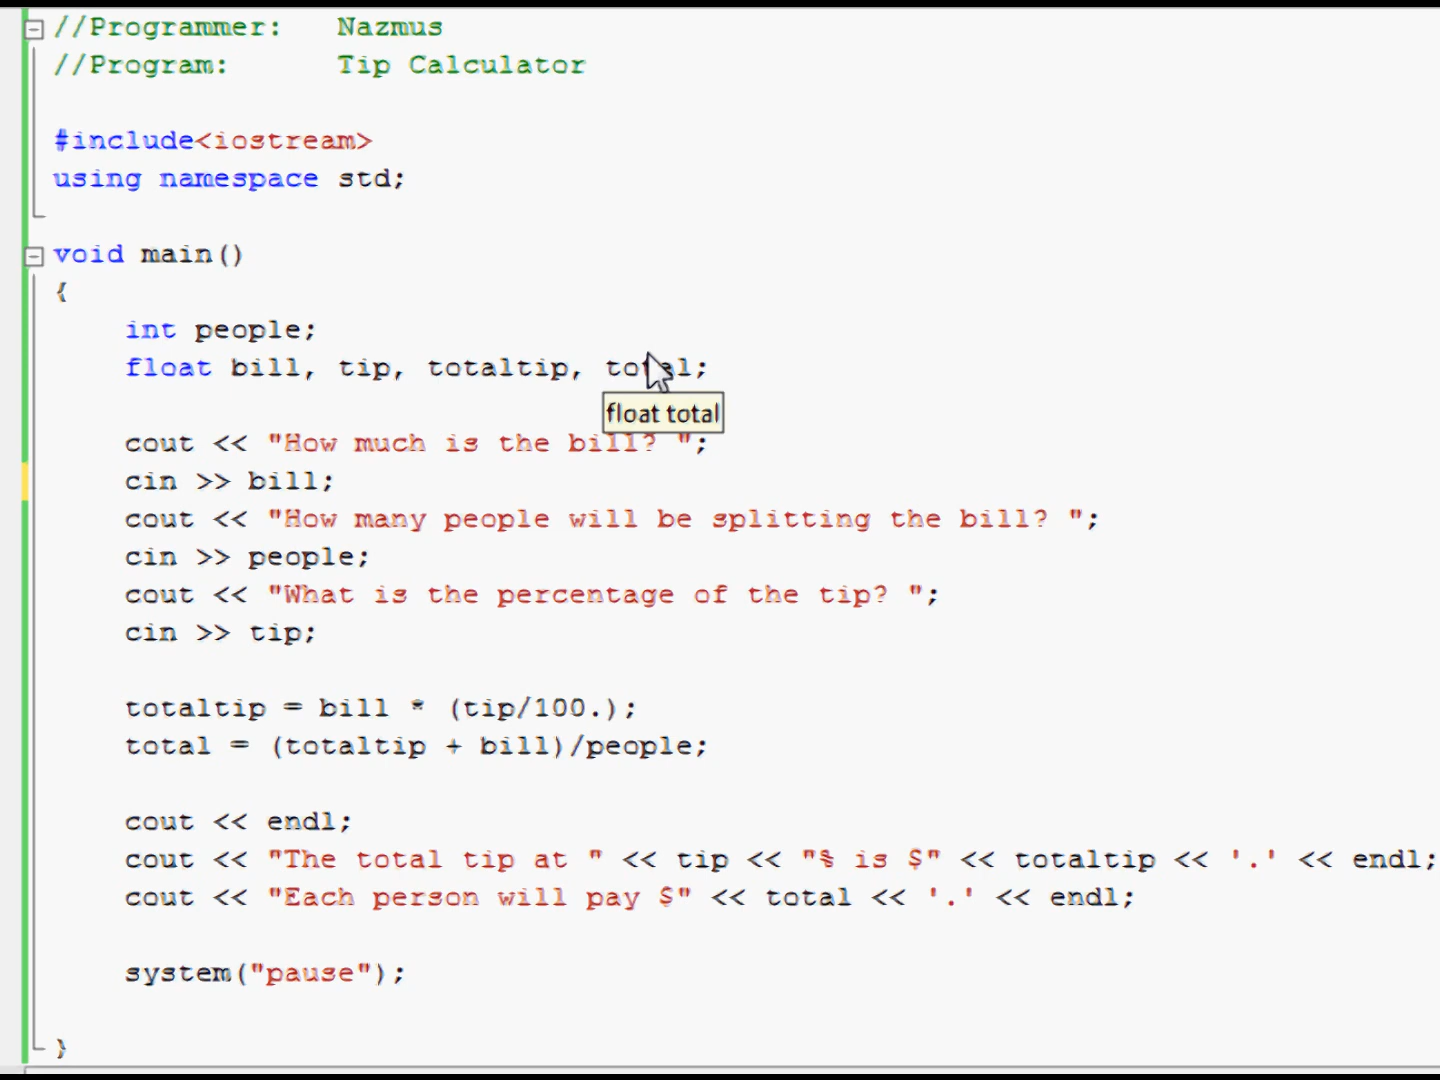 //Programmer:   Nazmus
//Program:      Tip Calculator
#include<iostream>
using namespace std;
void main()
{
int people;
float bill, tip, totaltip, total;
float total
cout << "How much is the bill? ";
cin >> bill;
cout << "How many people will be splitting the bill? ";
cin >> people;
cout << "What is the percentage of the tip? ";
cin >> tip;
totaltip = bill * (tip/100.);
total = (totaltip + bill)/people;
cout << endl;
cout << "The total tip at " << tip << "% is $" << totaltip << '.' << endl;
cout << "Each person will pay $" << total << '.' << endl;
system("pause");
}